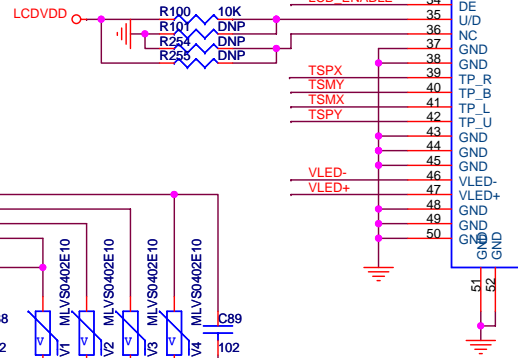 LCDVDD
R100 10K
R101 DNP
R254 DNP
R255 DNP
34 DE
35 U/D
36 NC
37 GND
38 GND
TSPX 39 TP_R
TSMY 40 TP_B
TSMX 41 TP_L
TSPY 42 TP_U
43 GND
44 GND
45 GND
VLED- 46 VLED-
VLED+ 47 VLED+
48 GND
49 GND
50 GND
GND
GND
51
52
MLVS0402E10
V1
MLVS0402E10
V2
MLVS0402E10
V3
MLVS0402E10
V4
C89
102